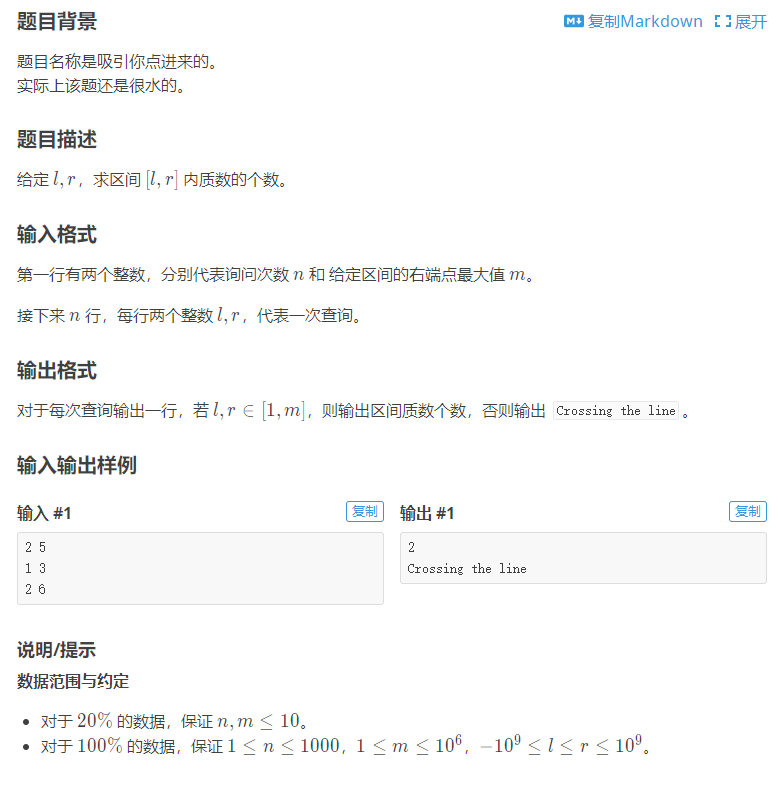 题目背景
复制Markdown 展开
题目名称是吸引你点进来的。
实际上该题还是很水的。
题目描述
给定 l, r，求区间 [l, r] 内质数的个数。
输入格式
第一行有两个整数，分别代表询问次数 n 和 给定区间的右端点最大值 m。
接下来 n 行，每行两个整数 l, r，代表一次查询。
输出格式
对于每次查询输出一行，若 l, r ∈ [1, m]，则输出区间质数个数，否则输出 Crossing the line。
输入输出样例
输入 #1
复制
2 5
1 3
2 6
输出 #1
复制
2
Crossing the line
说明/提示
数据范围与约定
对于 20% 的数据，保证 n, m ≤ 10。
对于 100% 的数据，保证 1 ≤ n ≤ 1000，1 ≤ m ≤ 10^6，−10^9 ≤ l ≤ r ≤ 10^9。